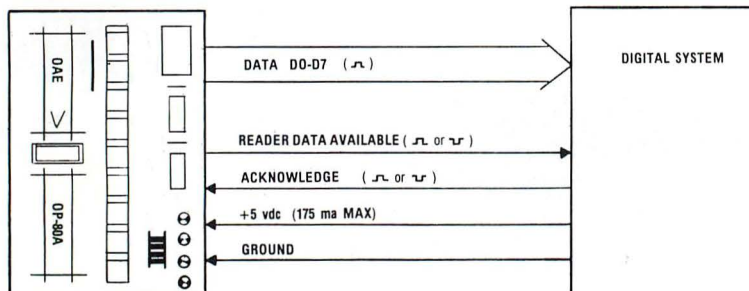 OAE
OP-80A
DATA D0-D7 ( ⎍ )
READER DATA AVAILABLE ( ⎍ or ⎎ )
ACKNOWLEDGE ( ⎍ or ⎎ )
+5 vdc (175 ma MAX)
GROUND
DIGITAL SYSTEM